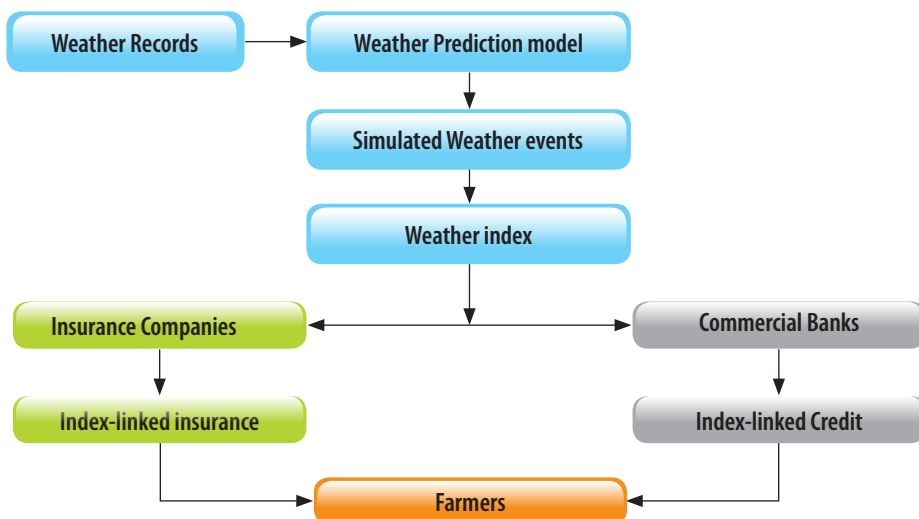 Weather Records
Weather Prediction model
Simulated Weather events
Weather index
Insurance Companies
Commercial Banks
Index-linked insurance
Index-linked Credit
Farmers